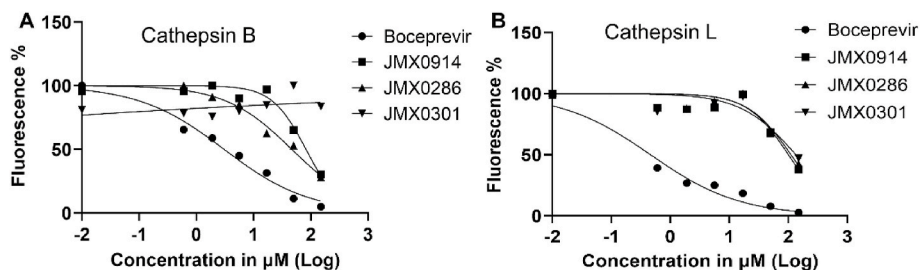 A
Cathepsin B
Fluorescence %
150
100
50
0
-2
-1
0
1
2
3
Concentration in µM (Log)
Boceprevir
JMX0914
JMX0286
JMX0301
B
Cathepsin L
Fluorescence %
150
100
50
0
-2
-1
0
1
2
3
Concentration in µM (Log)
Boceprevir
JMX0914
JMX0286
JMX0301